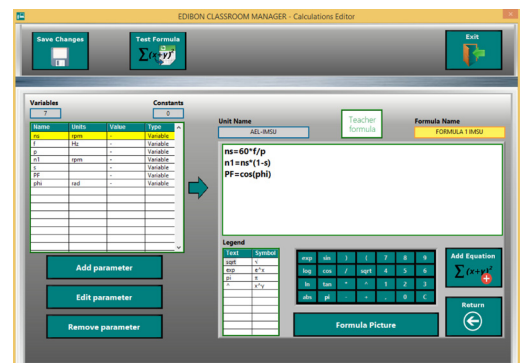 EDIBON CLASSROOM MANAGER - Calculations Editor
Save Changes
Test Formula
Σ(x+y)²
Exit
Variables
7
Constants
0
Name Units Value Type
ns rpm - Variable
f Hz - Variable
p - Variable
n1 rpm - Variable
s - Variable
PF - Variable
phi rad - Variable
Add parameter
Edit parameter
Remove parameter
Unit Name
AEL-IMSU
Teacher
formula
Formula Name
FORMULA 1 IMSU
ns=60*f/p
n1=ns*(1-s)
PF=cos(phi)
Legend
Text Symbol
sqrt √
exp e^x
pi π
^ x^y
exp sin ) ( 7 8 9
log cos / sqrt 4 5 6
ln tan * ^ 1 2 3
abs pi - + . 0 C
Formula Picture
Add Equation
Σ(x+y)²
Return